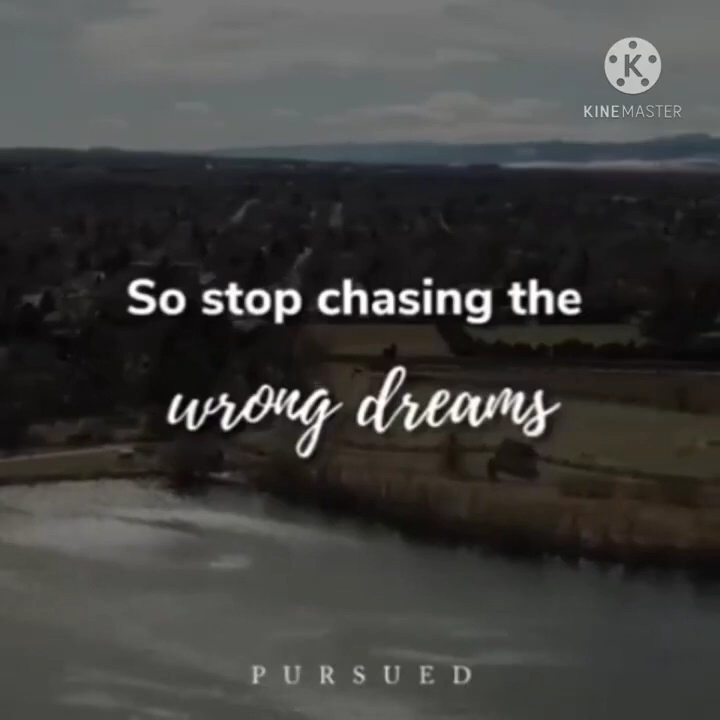 K
KINEMASTER
So stop chasing the
wrong dreams
PURSUED